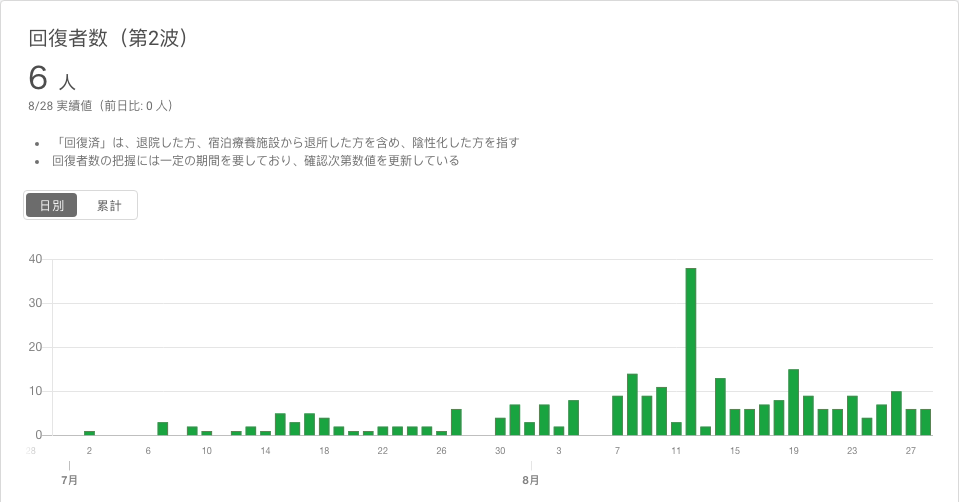 回復者数（第2波）
6 人
8/28 実績値（前日比: 0 人）
• 「回復済」は、退院した方、宿泊療養施設から退所した方を含め、陰性化した方を指す
• 回復者数の把握には一定の期間を要しており、確認次第数値を更新している
日別 累計
40
30
20
10
0
28 2 6 10 14 18 22 26 30 3 7 11 15 19 23 27
7月 8月